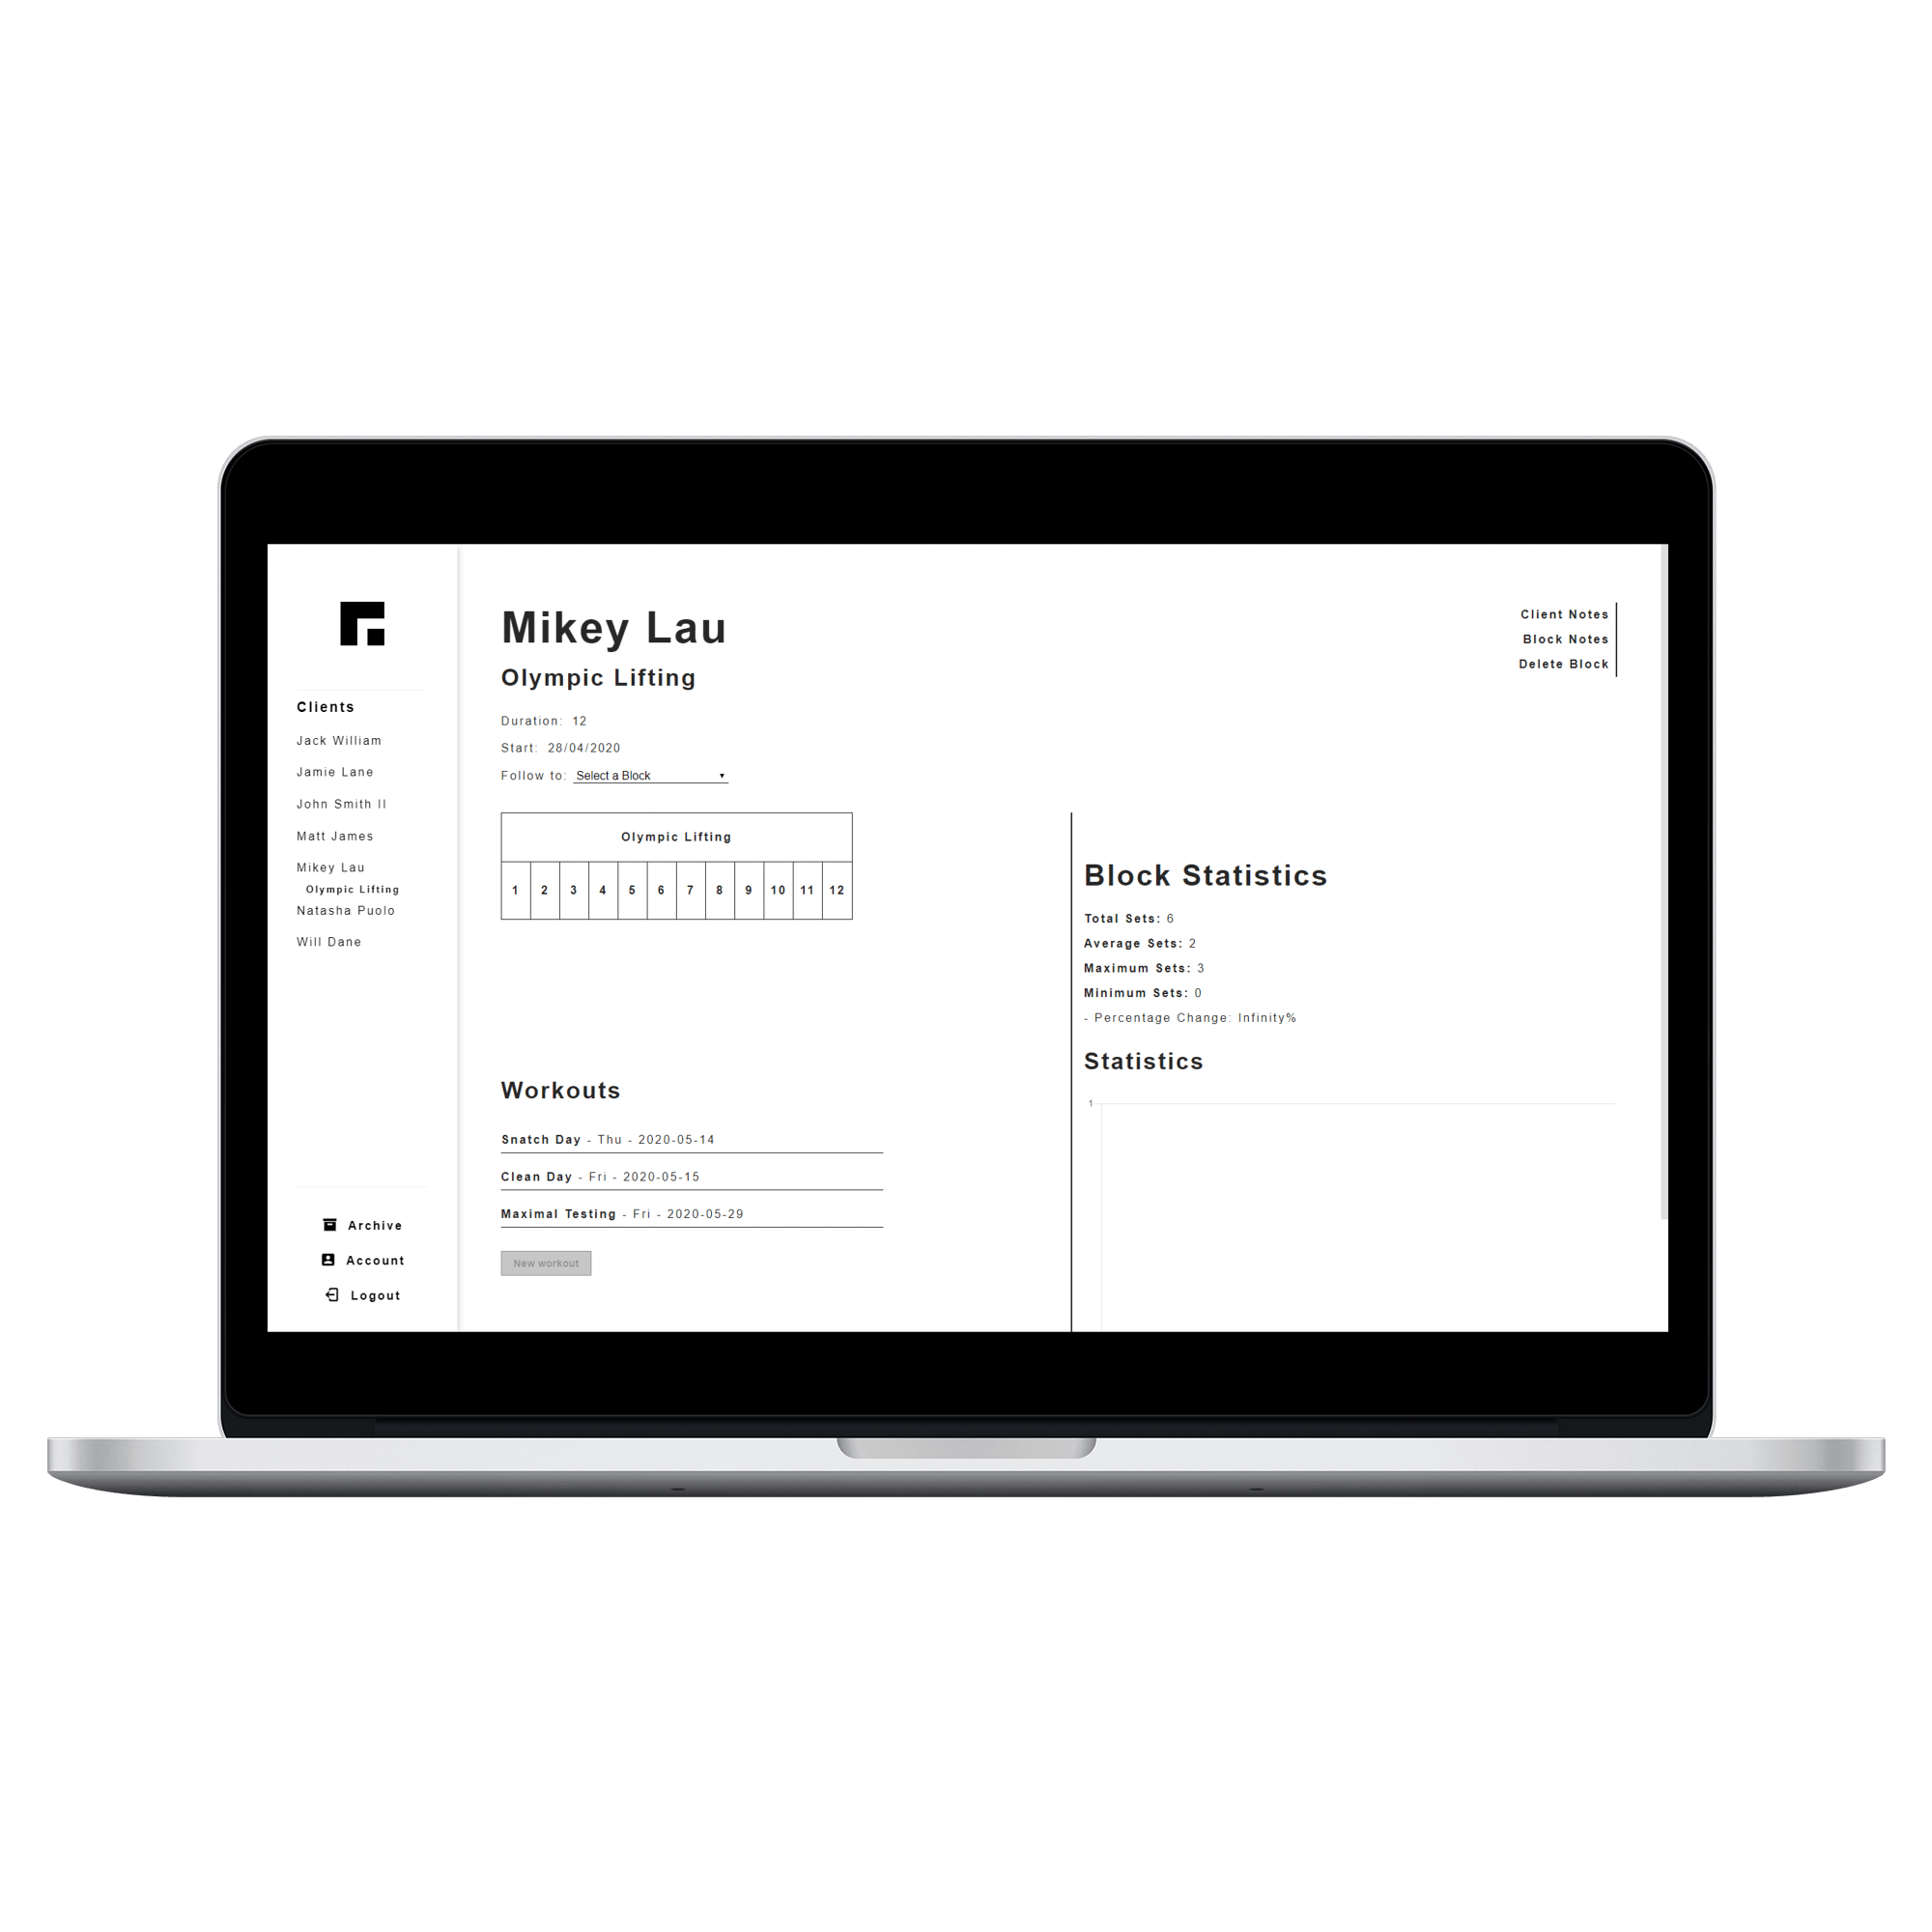 Clients
Jack William
Jamie Lane
John Smith II
Matt James
Mikey Lau
Olympic Lifting
Natasha Puolo
Will Dane
Archive
Account
Logout
Mikey Lau
Olympic Lifting
Duration: 12
Start: 28/04/2020
Follow to: Select a Block
Olympic Lifting
1 2 3 4 5 6 7 8 9 10 11 12
Workouts
Snatch Day - Thu - 2020-05-14
Clean Day - Fri - 2020-05-15
Maximal Testing - Fri - 2020-05-29
New workout
Client Notes
Block Notes
Delete Block
Block Statistics
Total Sets: 6
Average Sets: 2
Maximum Sets: 3
Minimum Sets: 0
- Percentage Change: Infinity%
Statistics
1